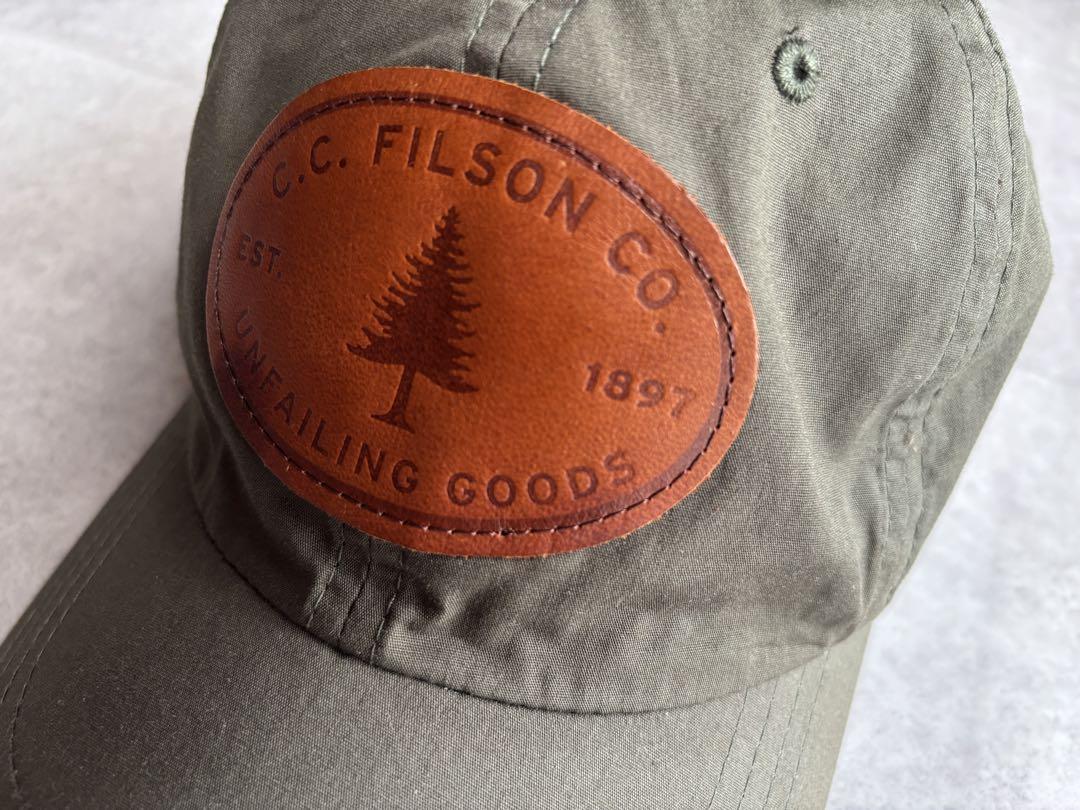 C.C. FILSON CO.
EST. 1897
UNFAILING GOODS